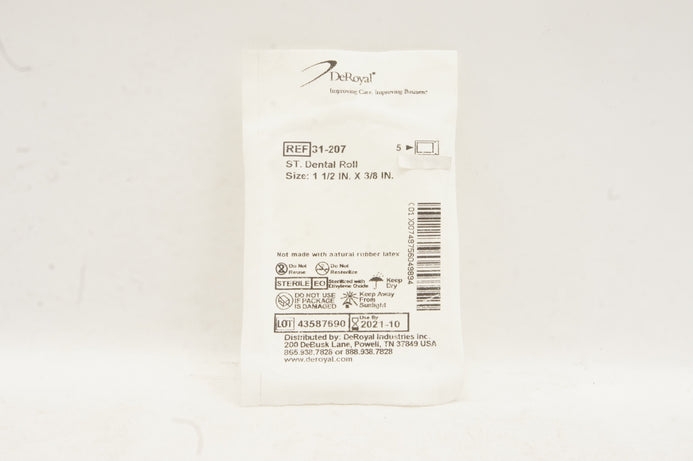 DeRoyal®
Improving Care. Improving Business.
REF 31-207 5
ST. Dental Roll
Size: 1 1/2 IN. X 3/8 IN.
(01)00749756049894
Not made with natural rubber latex
Do Not Reuse Do Not Resterilize
STERILE EO Sterilized with Ethylene Oxide Keep Dry
DO NOT USE IF PACKAGE IS DAMAGED Keep Away From Sunlight
LOT 43587690 Use By 2021-10
Distributed by: DeRoyal Industries Inc.
200 DeBusk Lane, Powell, TN 37849 USA
865.938.7828 or 888.938.7828
www.deroyal.com